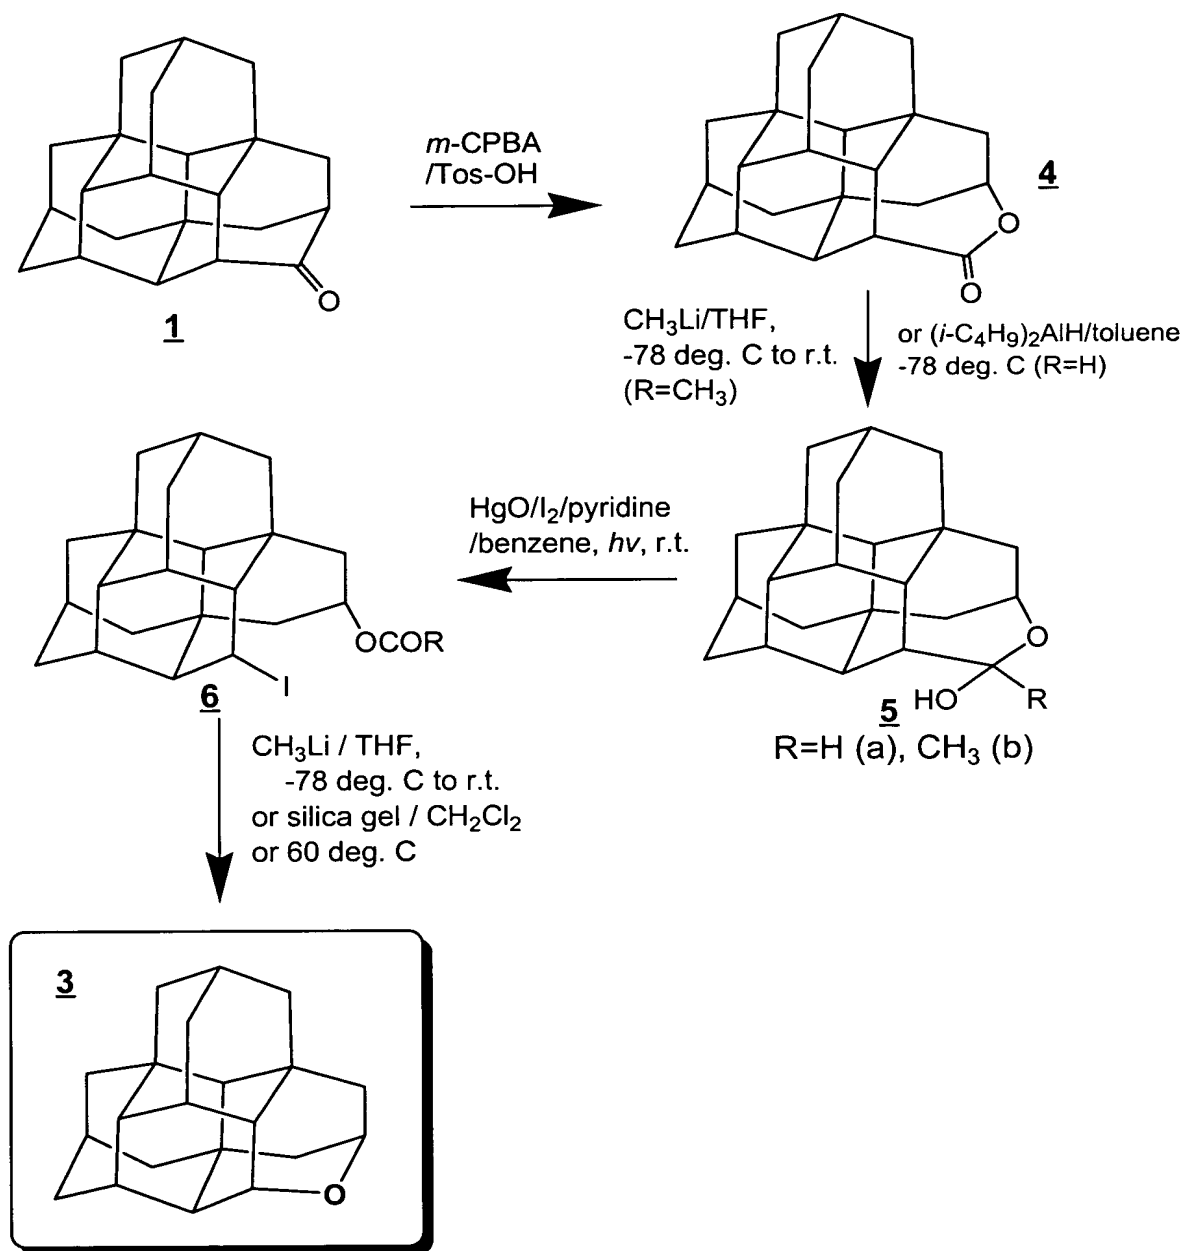 m-CPBA
/Tos-OH
O
1
4
O
O
CH₃Li/THF,
-78 deg. C to r.t.
(R=CH₃)
or (i-C₄H₉)₂AlH/toluene
-78 deg. C (R=H)
HgO/I₂/pyridine
/benzene, hν, r.t.
OCOR
I
6
O
HO
R
5
R=H (a), CH₃ (b)
CH₃Li / THF,
-78 deg. C to r.t.
or silica gel / CH₂Cl₂
or 60 deg. C
3
O